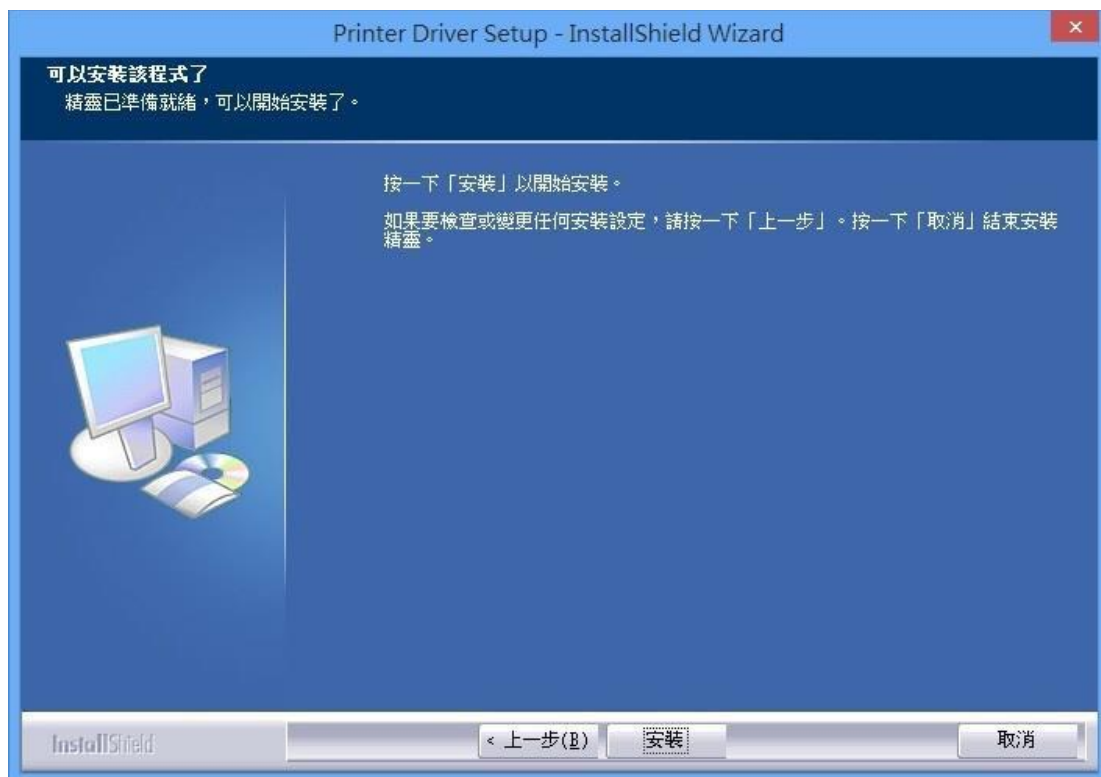 Printer Driver Setup - InstallShield Wizard
可以安裝該程式了
精靈已準備就緒，可以開始安裝了。
按一下「安裝」以開始安裝。
如果要檢查或變更任何安裝設定，請按一下「上一步」。按一下「取消」結束安裝
精靈。
InstallShield
< 上一步(B)
安裝
取消